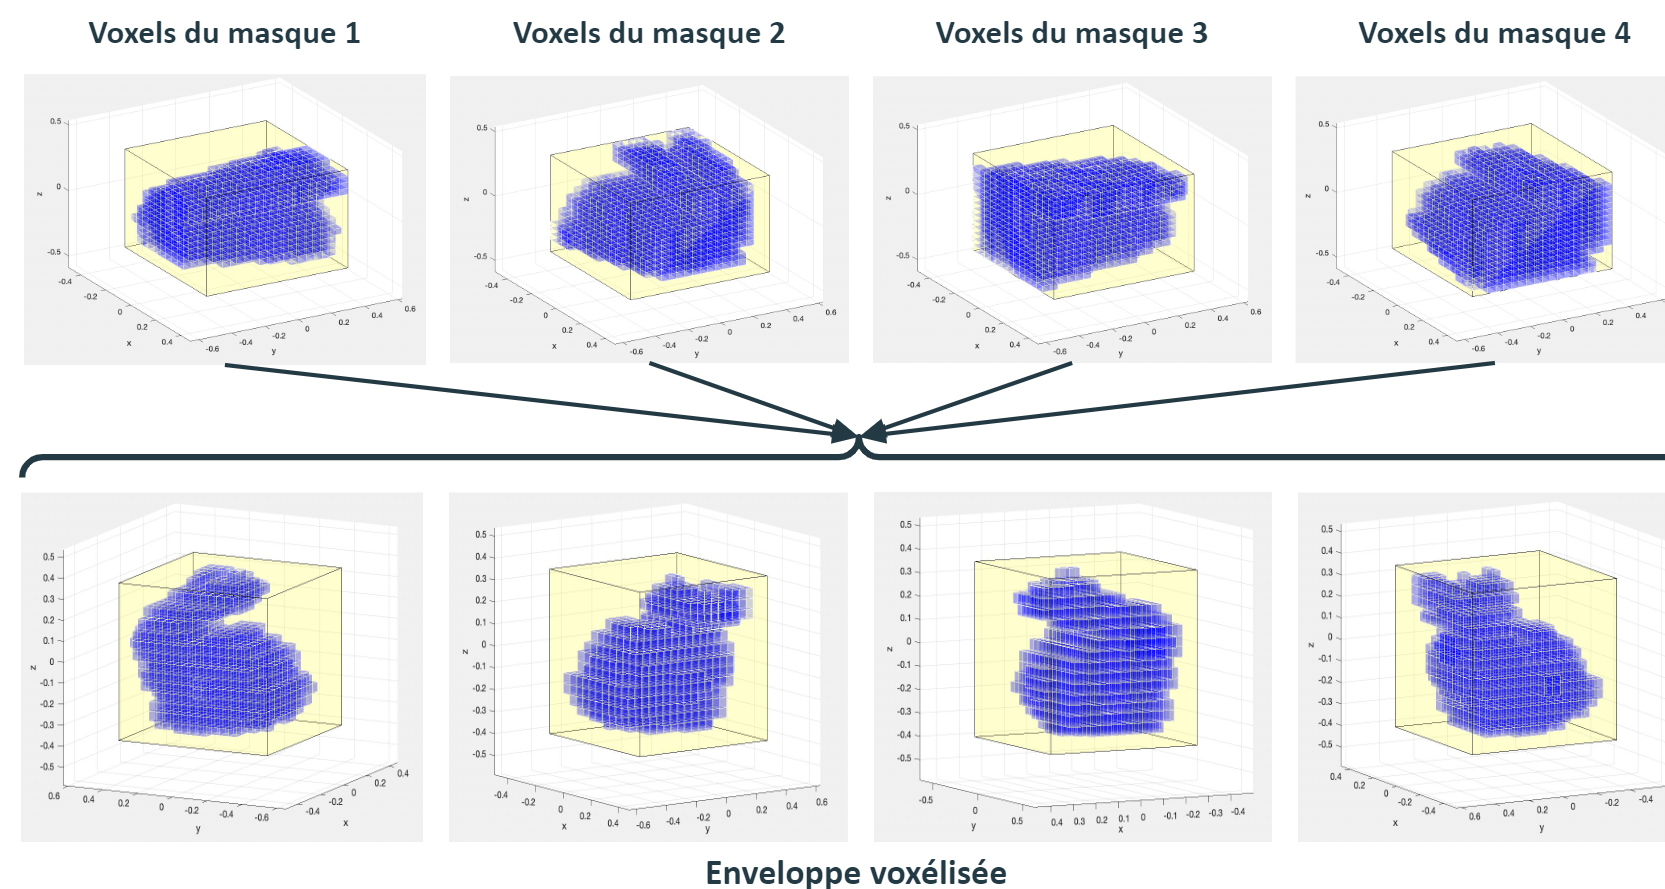 Voxels du masque 1 Voxels du masque 2 Voxels du masque 3 Voxels du masque 4
0.5 0 -0.5 z -0.4 -0.2 0 0.2 0.4 x -0.6 -0.4 -0.2 0 0.2 0.4 0.6 y
0.5 0 -0.5 z -0.4 -0.2 0 0.2 0.4 x -0.6 -0.4 -0.2 0 0.2 0.4 0.6 y
0.5 0 -0.5 z -0.4 -0.2 0 0.2 0.4 x -0.6 -0.4 -0.2 0 0.2 0.4 0.6 y
0.5 0 -0.5 z -0.4 -0.2 0 0.2 0.4 x -0.6 -0.4 -0.2 0 0.2 0.4 y
0.5 0.4 0.3 0.2 0.1 0 -0.1 -0.2 -0.3 -0.4 -0.5 z 0.6 0.4 0.2 0 -0.2 -0.4 -0.6 y -0.4 -0.2 0 0.2 0.4 x
0.5 0.4 0.3 0.2 0.1 0 -0.1 -0.2 -0.3 -0.4 -0.5 z -0.4 -0.2 0 0.2 0.4 x -0.6 -0.4 -0.2 0 0.2 0.4 0.6 y
0.5 0.4 0.3 0.2 0.1 0 -0.1 -0.2 -0.3 -0.4 -0.5 z -0.5 0 0.5 y 0.4 0.3 0.2 0.1 0 -0.1 -0.2 -0.3 -0.4 x
0.5 0.4 0.3 0.2 0.1 0 -0.1 -0.2 -0.3 -0.4 -0.5 z 0.4 0.2 0 -0.2 -0.4 x 0.6 0.4 0.2 0 -0.2 -0.4 y
Enveloppe voxélisée